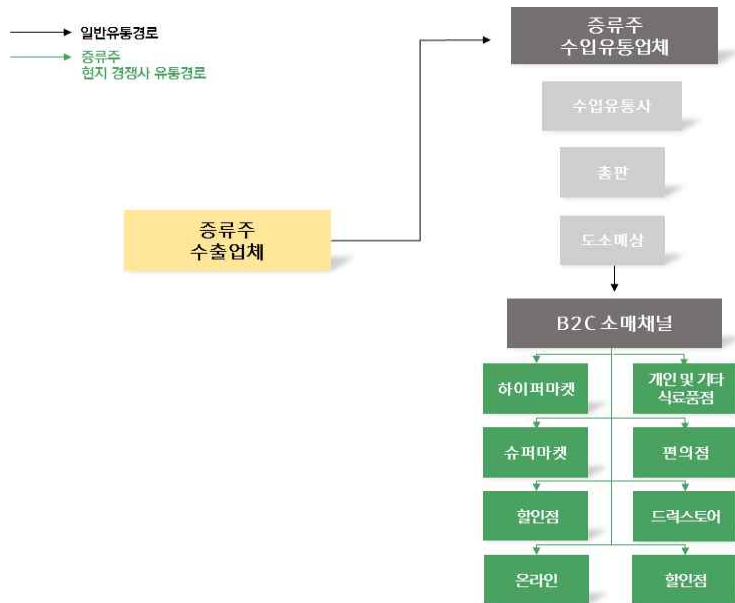 일반유통경로
증류주
현지 경쟁사 유통경로
증류주
수입유통업체
수입유통사
총판
증류주
수출업체
도소매상
B2C 소매채널
하이퍼마켓
개인 및 기타
식료품점
슈퍼마켓
편의점
할인점
드럭스토어
온라인
할인점